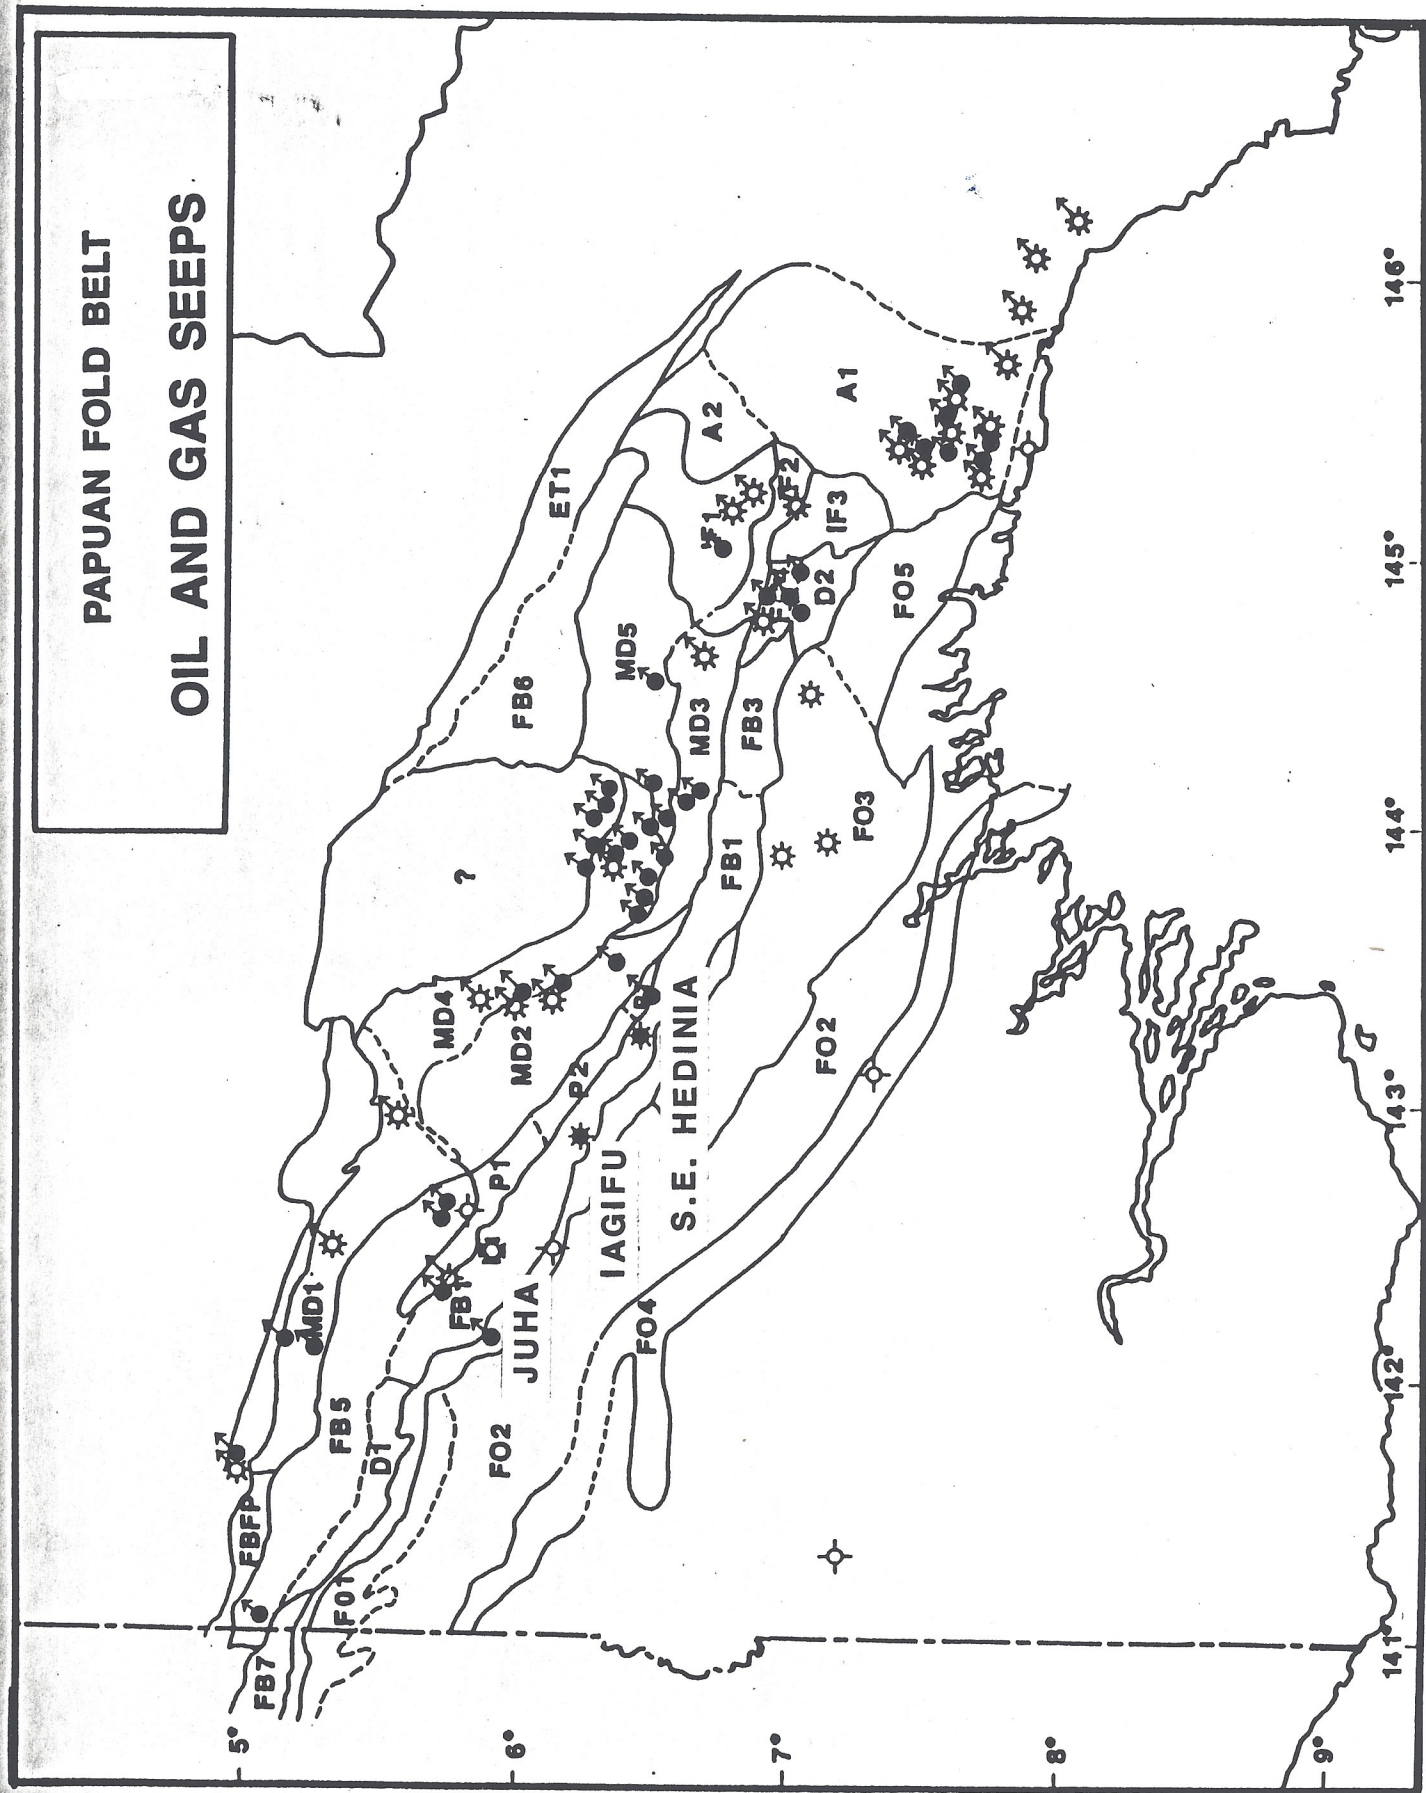 PAPUAN FOLD BELT
OIL AND GAS SEEPS
ET1
A2
A1
IF1
IF2
IF3
D2
FO5
MD5
FB6
MD3
FB3
FO3
FB1
?
MD4
MD2
P2
P1
S.E. HEDINIA
IAGIFU
JUHA
FO2
FO4
FB1
MD1
FB5
D1
FO2
FBFP
FO1
FB7
5°
6°
7°
8°
9°
141°
142°
143°
144°
145°
146°